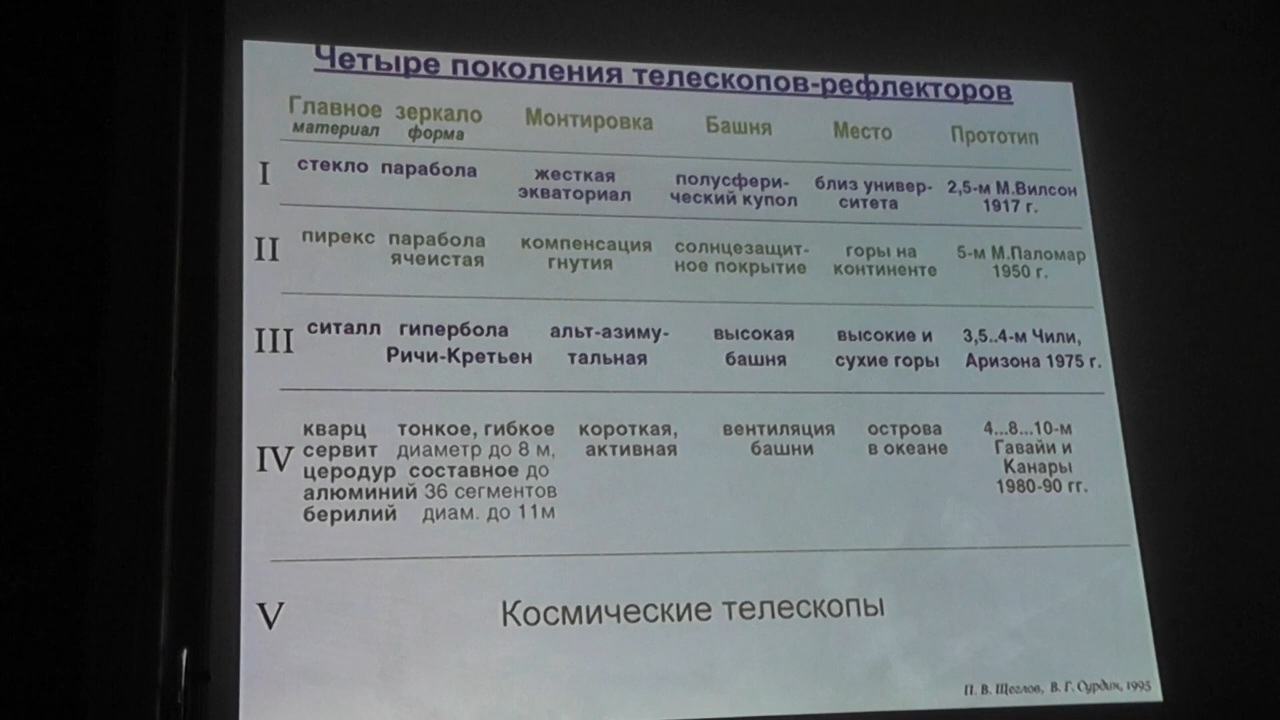 Четыре поколения телескопов-рефлекторов
Главное зеркало Монтировка Башня Место Прототип
материал форма
I стекло парабола жесткая полусфери- близ универ- 2,5-м М.Вилсон
экваториал ческий купол ситета 1917 г.
II пирекс парабола компенсация солнцезащит- горы на 5-м М.Паломар
ячеистая гнутия ное покрытие континенте 1950 г.
III ситалл гипербола альт-азиму- высокая высокие и 3,5..4-м Чили,
Ричи-Кретьен тальная башня сухие горы Аризона 1975 г.
кварц тонкое, гибкое короткая, вентиляция острова 4...8...10-м
сервит диаметр до 8 м, активная башни в океане Гавайи и
IV церодур составное до Канары
алюминий 36 сегментов 1980-90 гг.
берилий диам. до 11м
V Космические телескопы
П. В. Щеглов, В. Г. Сурдин, 1995